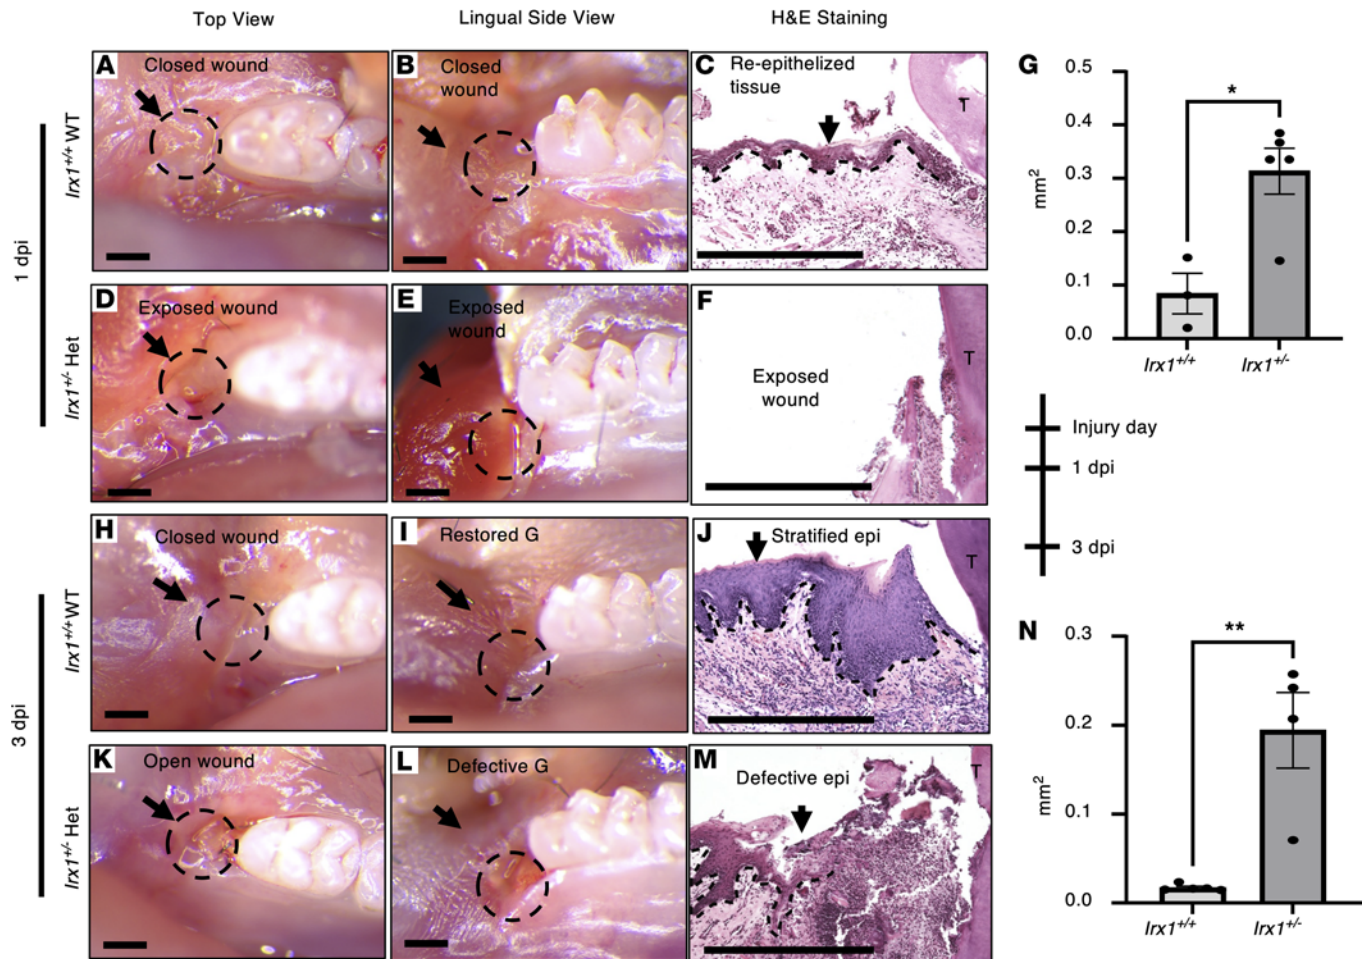 Top View
Lingual Side View
H&E Staining
1 dpi
Irx1+/+ WT
A
Closed wound
B
Closed
wound
C
Re-epithelized
tissue
T
G
0.5
0.4
0.3
0.2
0.1
0.0
mm2
*
Irx1+/+
Irx1+/-
Irx1+/- Het
D
Exposed wound
E
Exposed
wound
F
Exposed
wound
T
Injury day
1 dpi
3 dpi
3 dpi
Irx1+/+ WT
H
Closed wound
I
Restored G
J
Stratified epi
T
Irx1+/- Het
K
Open wound
L
Defective G
M
Defective epi
T
N
0.3
0.2
0.1
0.0
mm2
**
Irx1+/+
Irx1+/-